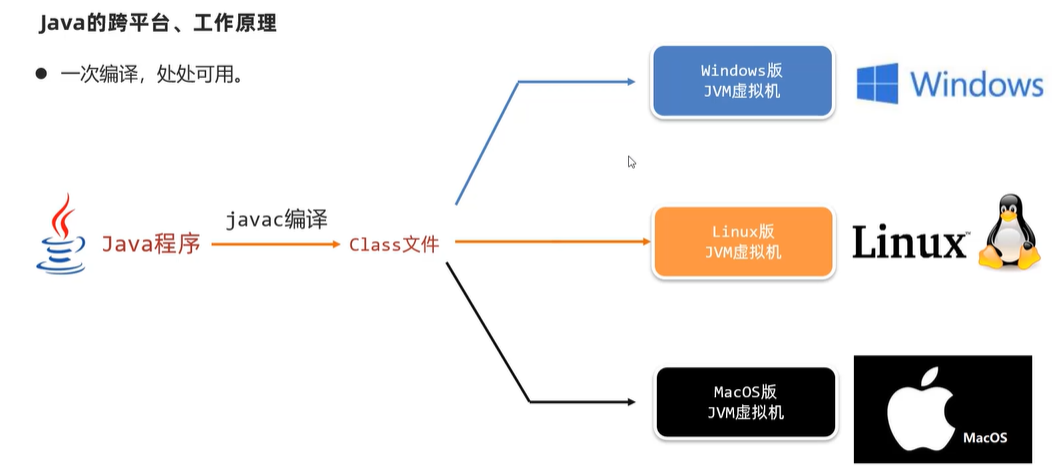 Java的跨平台、工作原理
● 一次编译，处处可用。
Windows版
JVM虚拟机
Windows
javac编译
Java程序
Class文件
Linux版
JVM虚拟机
Linux™
MacOS版
JVM虚拟机
MacOS